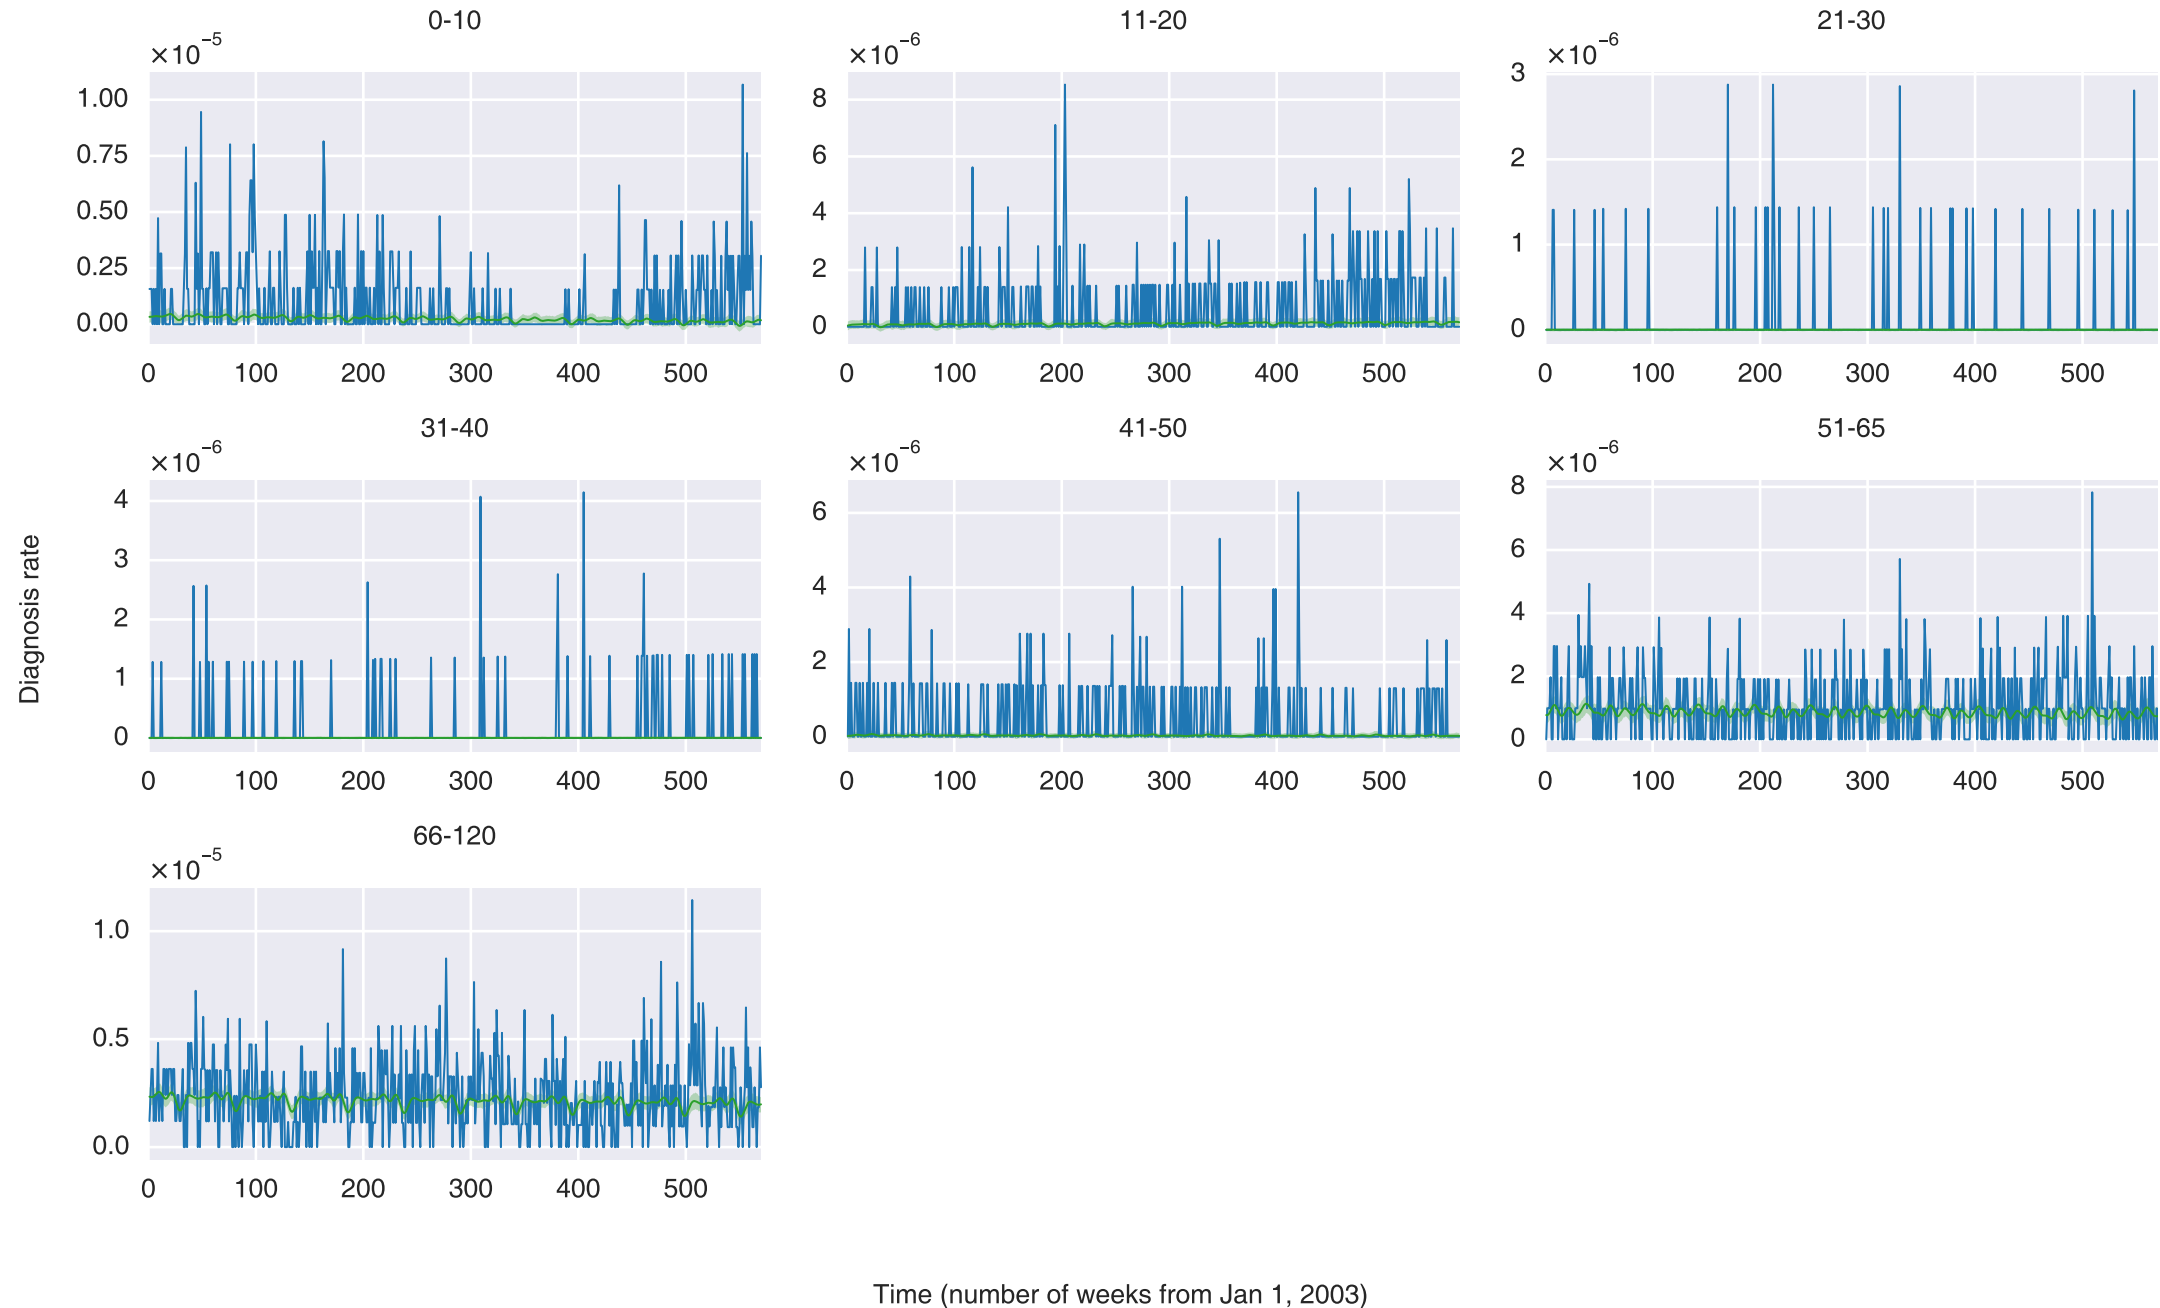 0-10 11-20 21-30
×10⁻⁵ ×10⁻⁶ ×10⁻⁶
1.00 8 3
0.75 6 2
0.50 4 1
0.25 2 0
0.00 0
0 100 200 300 400 500 0 100 200 300 400 500 0 100 200 300 400 500
31-40 41-50 51-65
×10⁻⁶ ×10⁻⁶ ×10⁻⁶
4 6 8
3 4 6
2 2 4
1 0 2
0 0
0 100 200 300 400 500 0 100 200 300 400 500 0 100 200 300 400 500
Diagnosis rate
66-120
×10⁻⁵
1.0
0.5
0.0
0 100 200 300 400 500
Time (number of weeks from Jan 1, 2003)